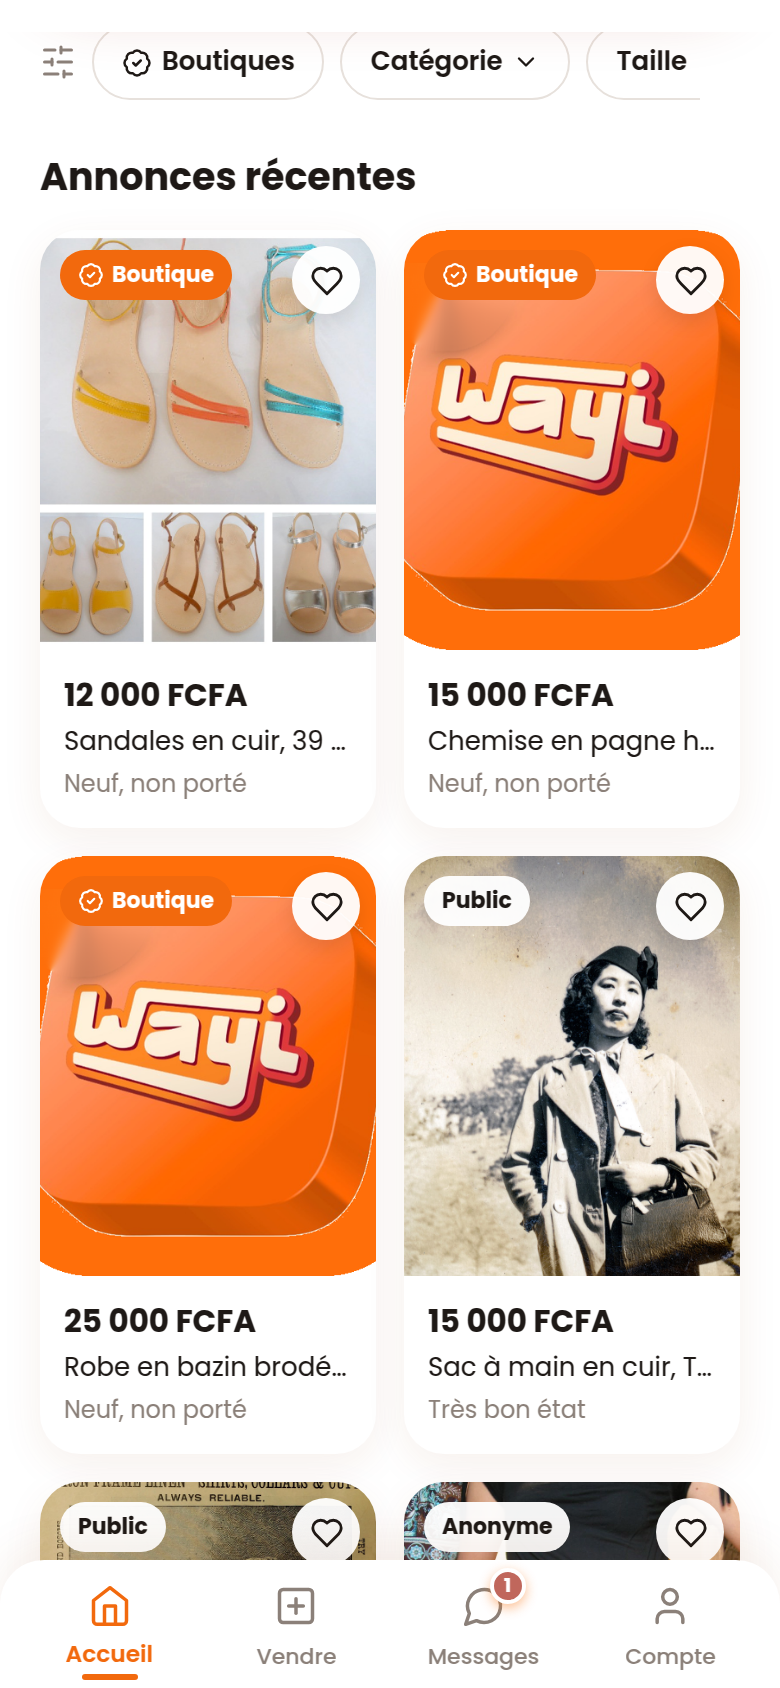 Boutiques
Catégorie
Taille
Annonces récentes
Boutique
Boutique
wayi
12 000 FCFA
Sandales en cuir, 39 ...
Neuf, non porté
15 000 FCFA
Chemise en pagne h...
Neuf, non porté
Boutique
Public
wayi
25 000 FCFA
Robe en bazin brodé...
Neuf, non porté
15 000 FCFA
Sac à main en cuir, T...
Très bon état
LINEN SHIRTS, COLLARS &
ALWAYS RELIABLE.
Public
Anonyme
1
Accueil
Vendre
Messages
Compte